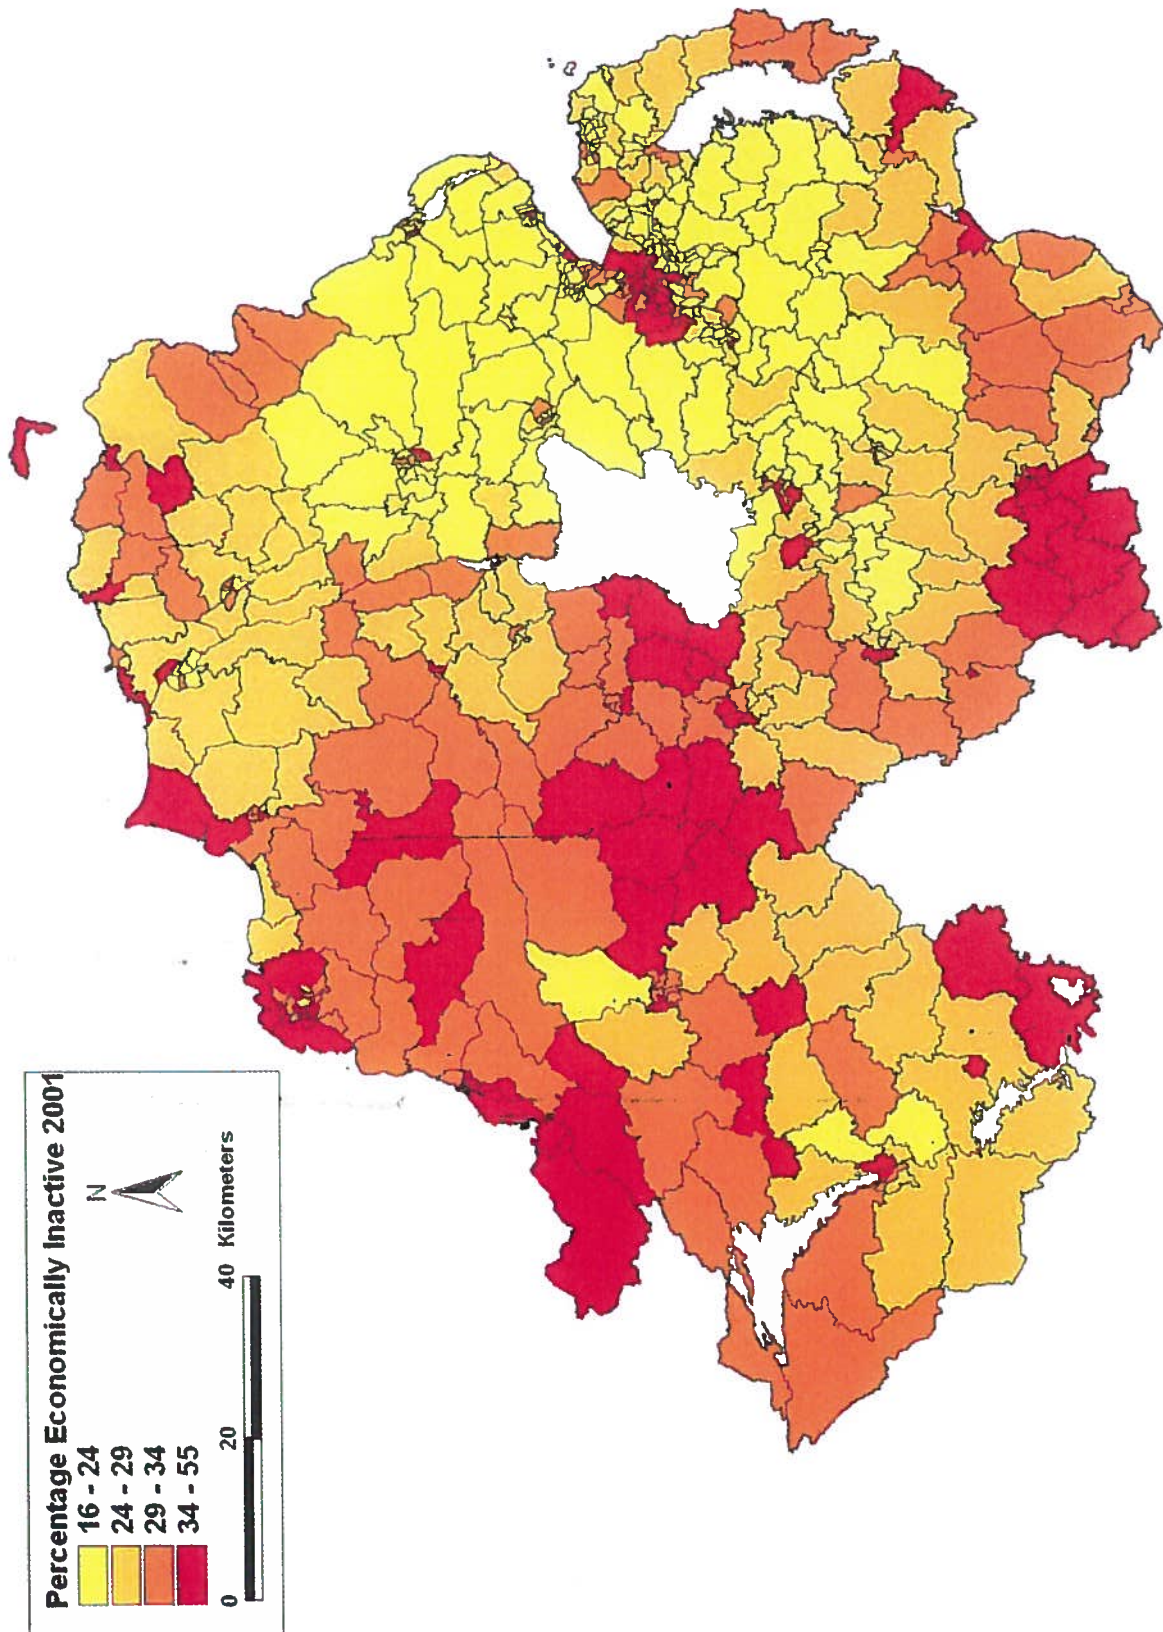 Percentage Economically Inactive 2001
16 - 24
24 - 29
29 - 34
34 - 55
N
0 20 40 Kilometers